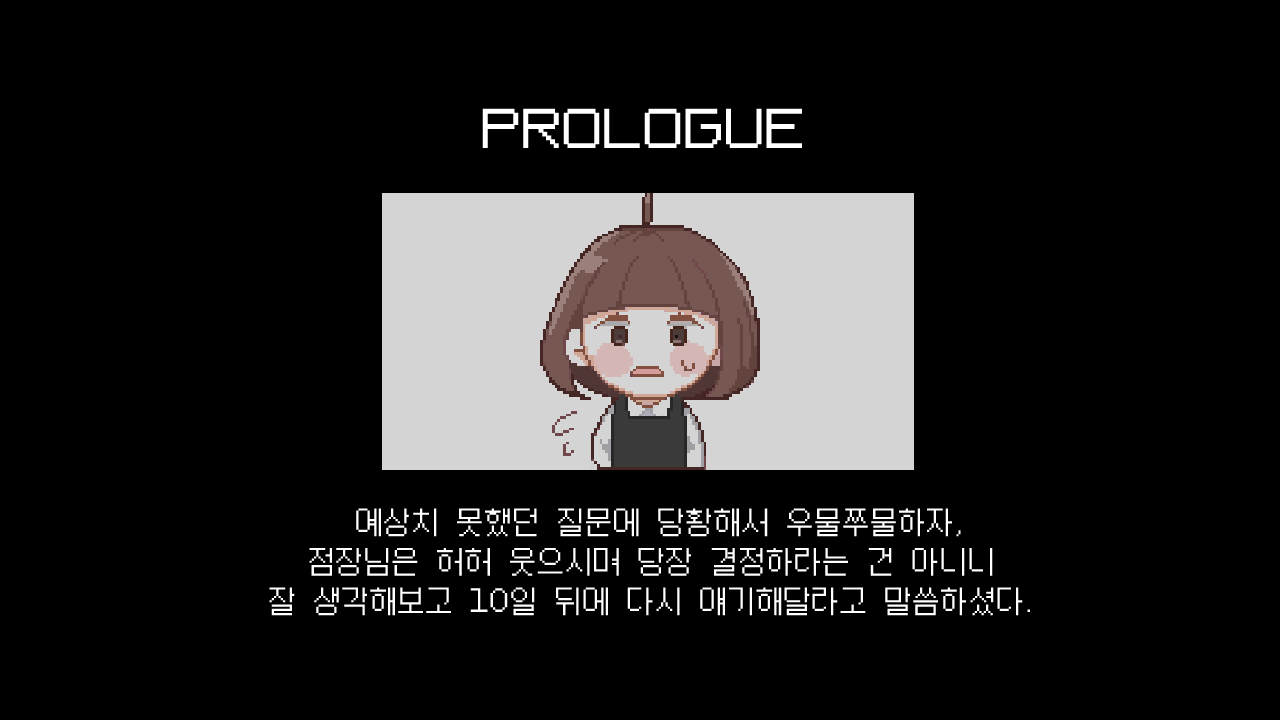 PROLOGUE
예상치 못했던 질문에 당황해서 우물쭈물하자,
점장님은 허허 웃으시며 당장 결정하라는 건 아니니
잘 생각해보고 10일 뒤에 다시 얘기해달라고 말씀하셨다.